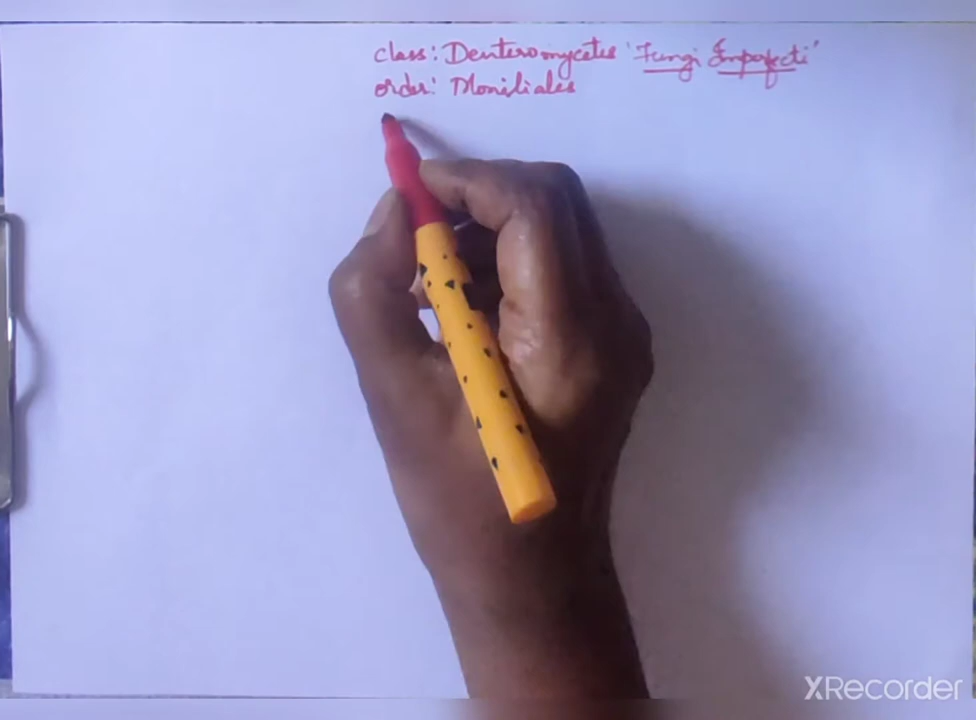 class: Deuteromycetes 'Fungi Imperfecti'
order: Moniliales
XRecorder